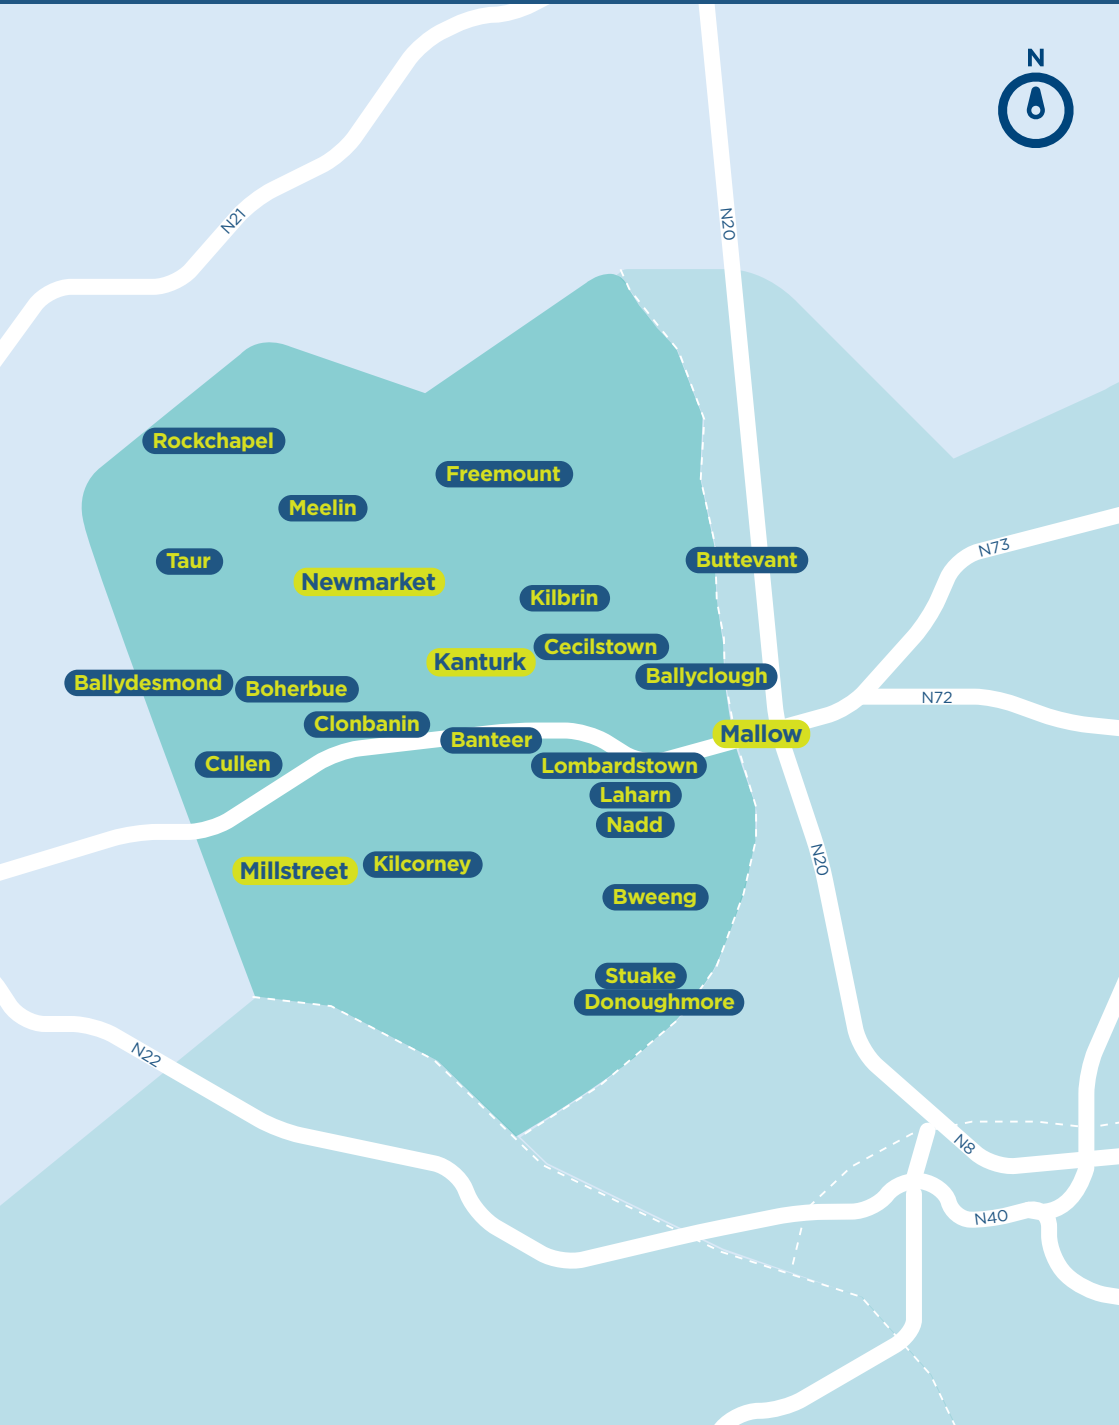 N
N21
N20
Rockchapel
Freemount
Meelin
Taur
Buttevant
N73
Newmarket
Kilbrin
Cecilstown
Kanturk
Ballyclough
Ballydesmond
Boherbue
N72
Clonbanin
Mallow
Banteer
Cullen
Lombardstown
Laharn
Nadd
N20
Millstreet
Kilcorney
Bweeng
Stuake
Donoughmore
N22
N8
N40